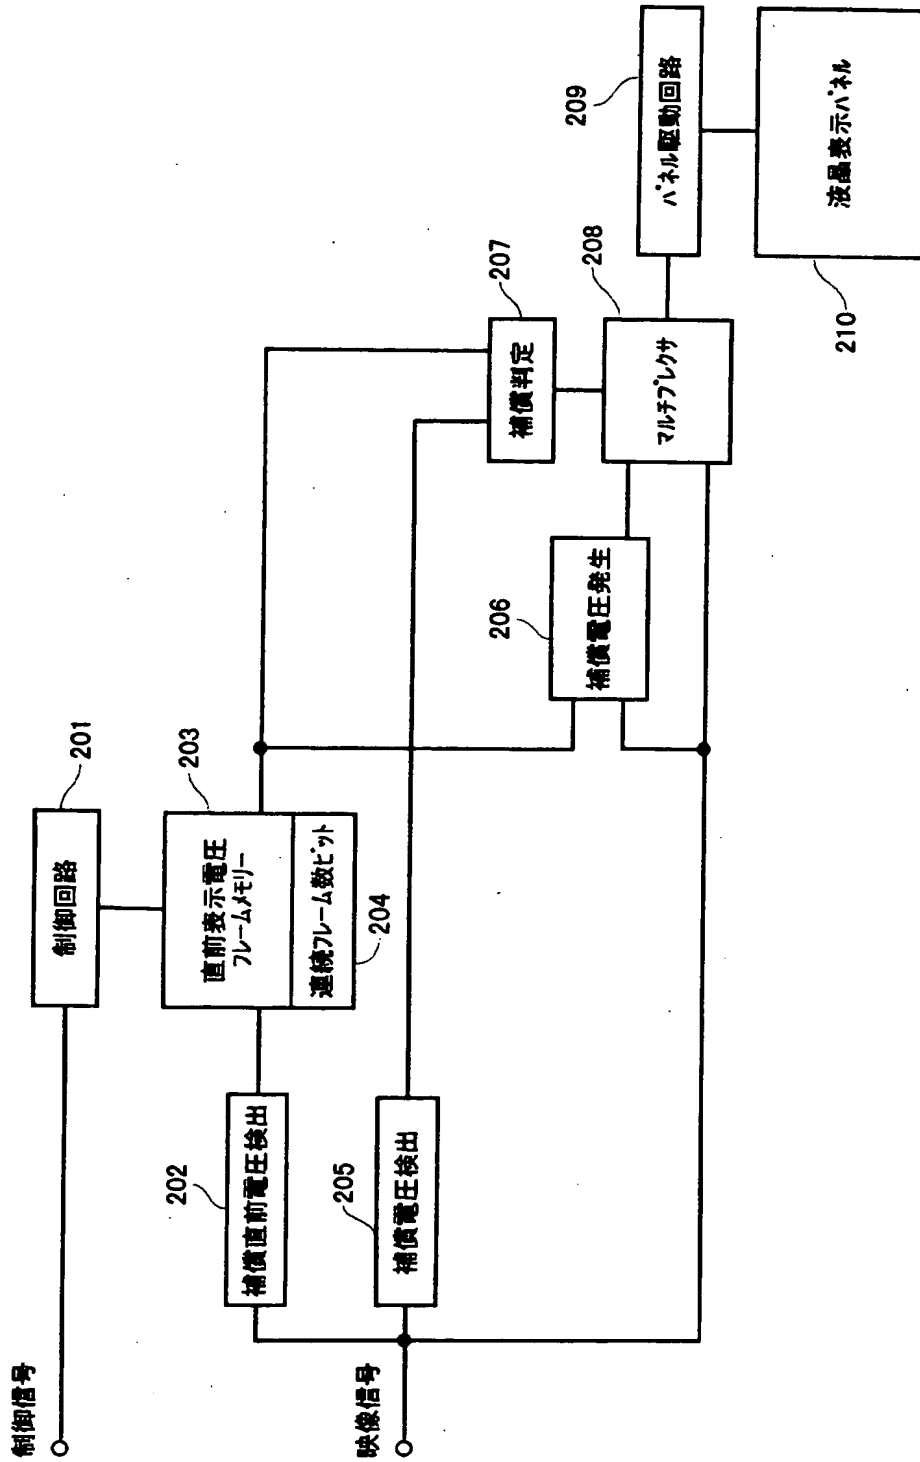 制御信号
制御回路
201
直前表示電圧
フレームメモリー
203
連続フレーム数ビット
204
補償直前電圧検出
202
映像信号
補償電圧検出
205
補償電圧発生
206
補償判定
207
マルチプレクサ
208
パネル駆動回路
209
液晶表示パネル
210